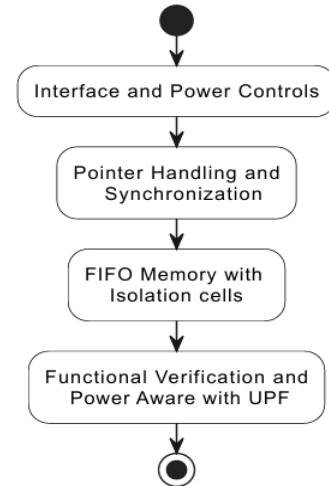 Interface and Power Controls
Pointer Handling and
Synchronization
FIFO Memory with
Isolation cells
Functional Verification and
Power Aware with UPF